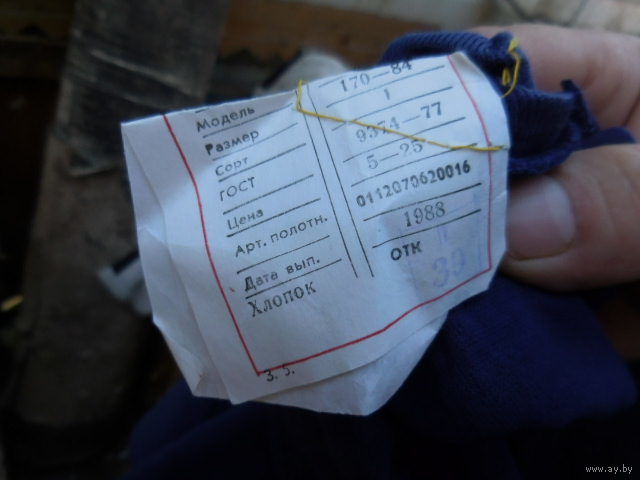 Модель
Размер 170—84
Сорт 1
ГОСТ 9374—77
Цена 5—25
Арт. полотн. 0112070620016
Дата вып. 1988
Хлопок ОТК
39
З. 5.
www.ay.by